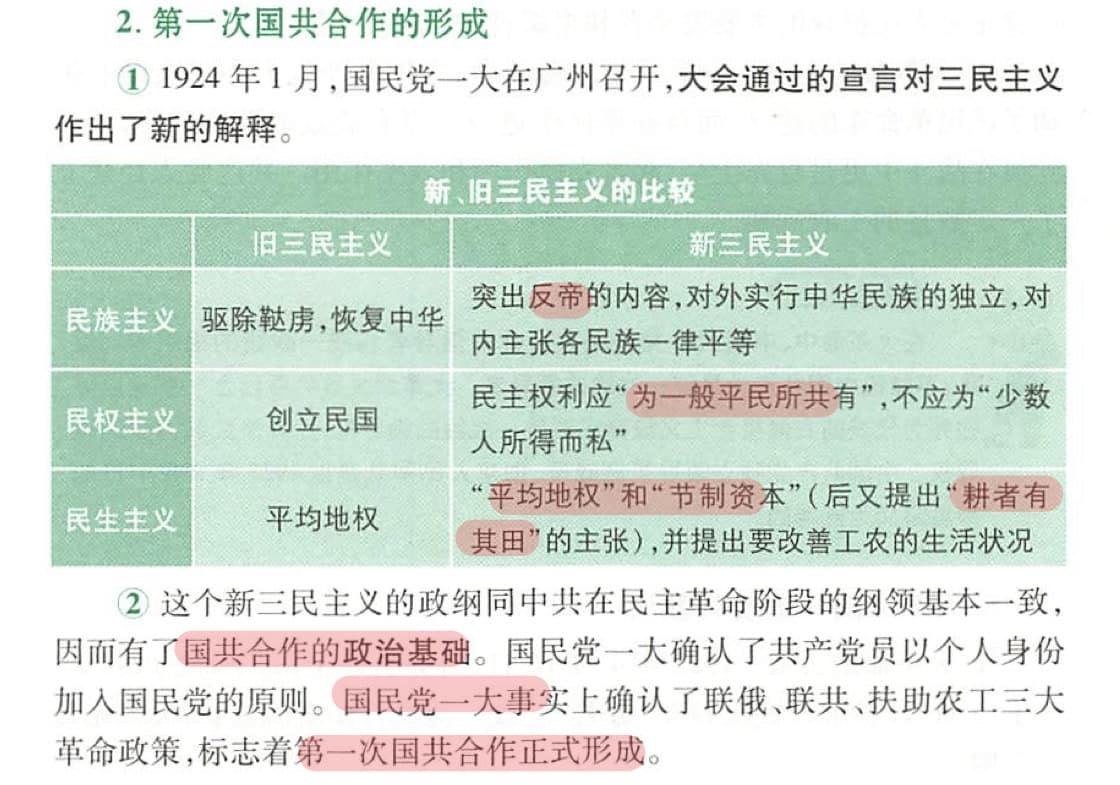 2. 第一次国共合作的形成
① 1924 年 1 月,国民党一大在广州召开,大会通过的宣言对三民主义
作出了新的解释。
新、旧三民主义的比较
旧三民主义 新三民主义
民族主义 驱除鞑虏,恢复中华 突出反帝的内容,对外实行中华民族的独立,对
内主张各民族一律平等
民权主义 创立民国 民主权利应“为一般平民所共有”,不应为“少数
人所得而私”
民生主义 平均地权 “平均地权”和“节制资本”(后又提出“耕者有
其田”的主张),并提出要改善工农的生活状况
② 这个新三民主义的政纲同中共在民主革命阶段的纲领基本一致,
因而有了国共合作的政治基础。国民党一大确认了共产党员以个人身份
加入国民党的原则。国民党一大事实上确认了联俄、联共、扶助农工三大
革命政策,标志着第一次国共合作正式形成。